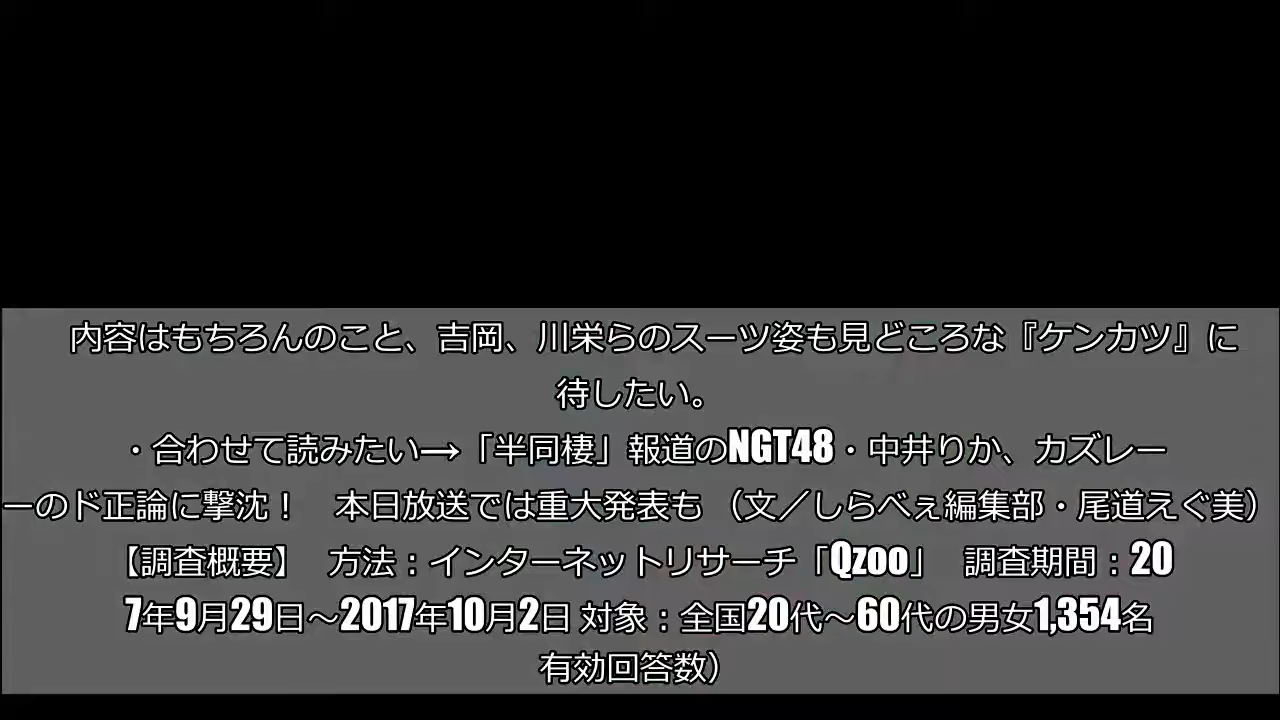 内容はもちろんのこと、吉岡、川栄らのスーツ姿も見どころな『ケンカツ』に
待したい。
・合わせて読みたい→「半同棲」報道のNGT48・中井りか、カズレー
ーのド正論に撃沈！　本日放送では重大発表も （文／しらべぇ編集部・尾道えぐ美）
【調査概要】　方法：インターネットリサーチ「Qzoo」　調査期間：20
7年9月29日～2017年10月2日 対象：全国20代～60代の男女1,354名
有効回答数）